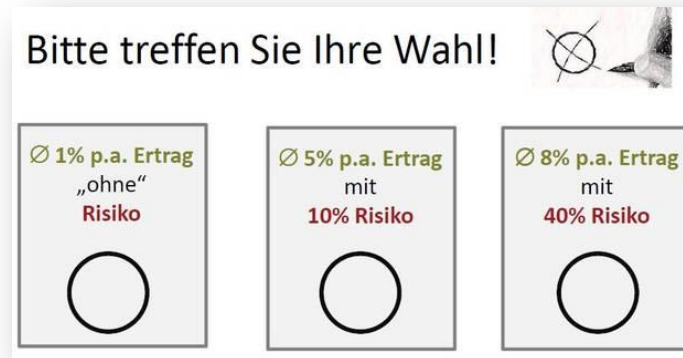 Bitte treffen Sie Ihre Wahl!
∅ 1% p.a. Ertrag
„ohne“
Risiko
∅ 5% p.a. Ertrag
mit
10% Risiko
∅ 8% p.a. Ertrag
mit
40% Risiko